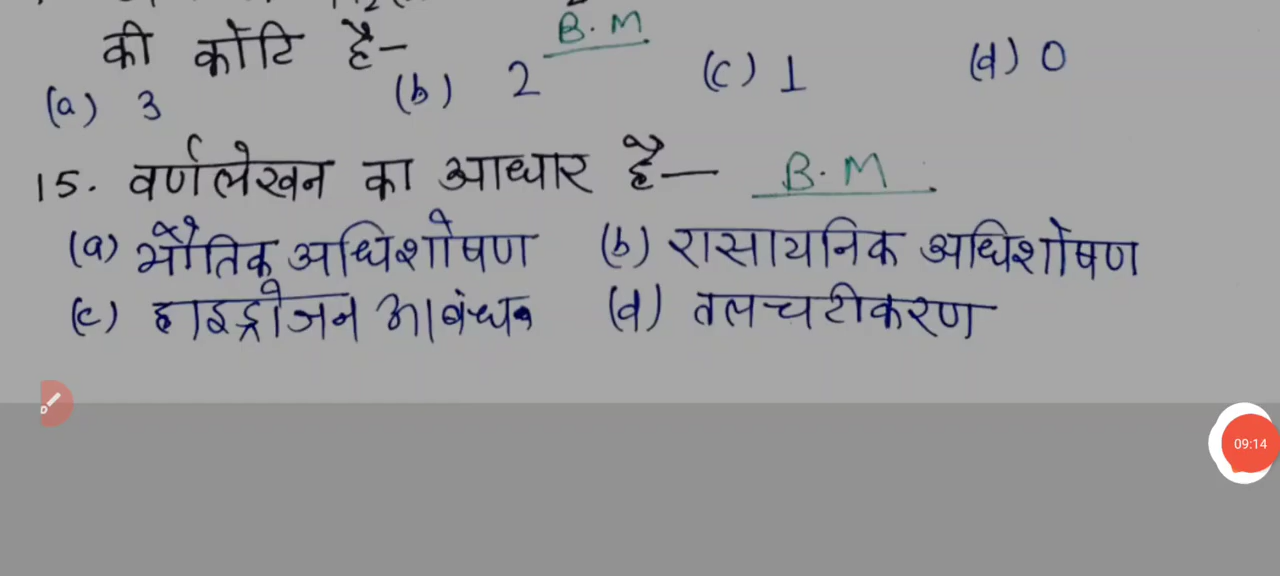 की कोटि है- B.M
(a) 3 (b) 2 (c) 1 (d) 0
15. वर्णलेखन का आधार है- B.M.
(a) भौतिक अधिशोषण (b) रासायनिक अधिशोषण
(c) हाइड्रोजन आबंधन (d) तलचटीकरण
09:14